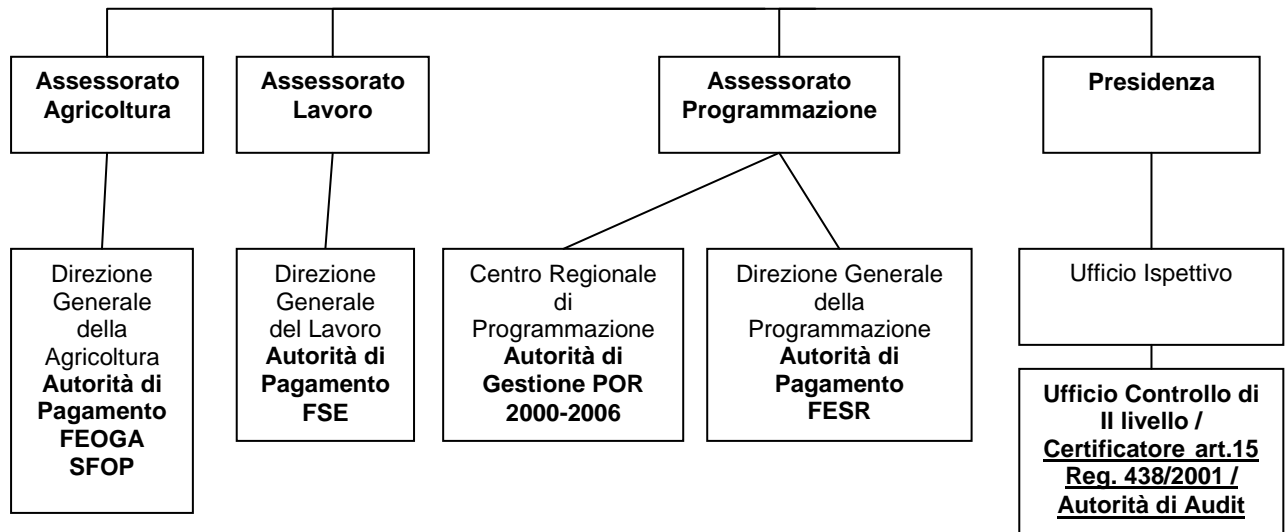 Assessorato
Agricoltura
Assessorato
Lavoro
Assessorato
Programmazione
Presidenza
Direzione
Generale
della
Agricoltura
Autorità di
Pagamento
FEOGA
SFOP
Direzione
Generale
del Lavoro
Autorità di
Pagamento
FSE
Centro Regionale
di
Programmazione
Autorità di
Gestione POR
2000-2006
Direzione Generale
della
Programmazione
Autorità di
Pagamento
FESR
Ufficio Ispettivo
Ufficio Controllo di
II livello /
Certificatore art.15
Reg. 438/2001 /
Autorità di Audit